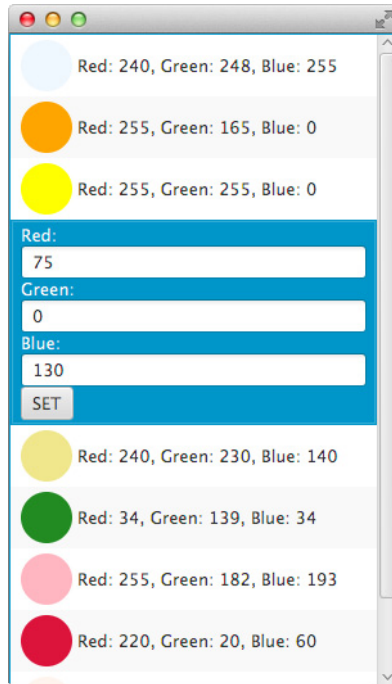 Red: 240, Green: 248, Blue: 255
Red: 255, Green: 165, Blue: 0
Red: 255, Green: 255, Blue: 0
Red:
75
Green:
0
Blue:
130
SET
Red: 240, Green: 230, Blue: 140
Red: 34, Green: 139, Blue: 34
Red: 255, Green: 182, Blue: 193
Red: 220, Green: 20, Blue: 60